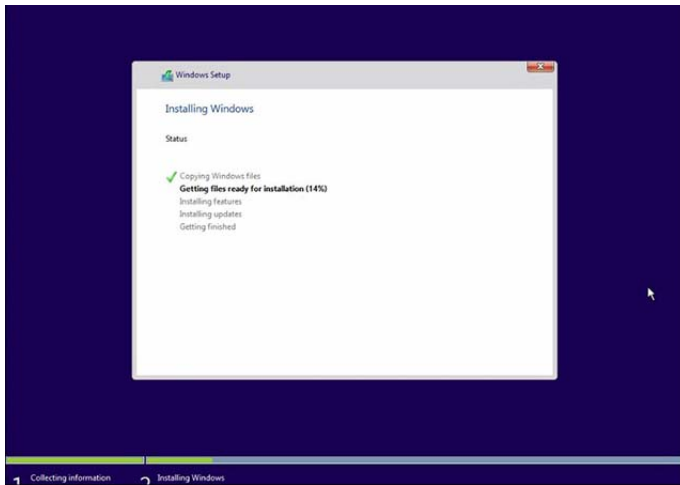 Windows Setup
Installing Windows
Status
Copying Windows files
Getting files ready for installation (14%)
Installing features
Installing updates
Getting finished
1 Collecting information
2 Installing Windows